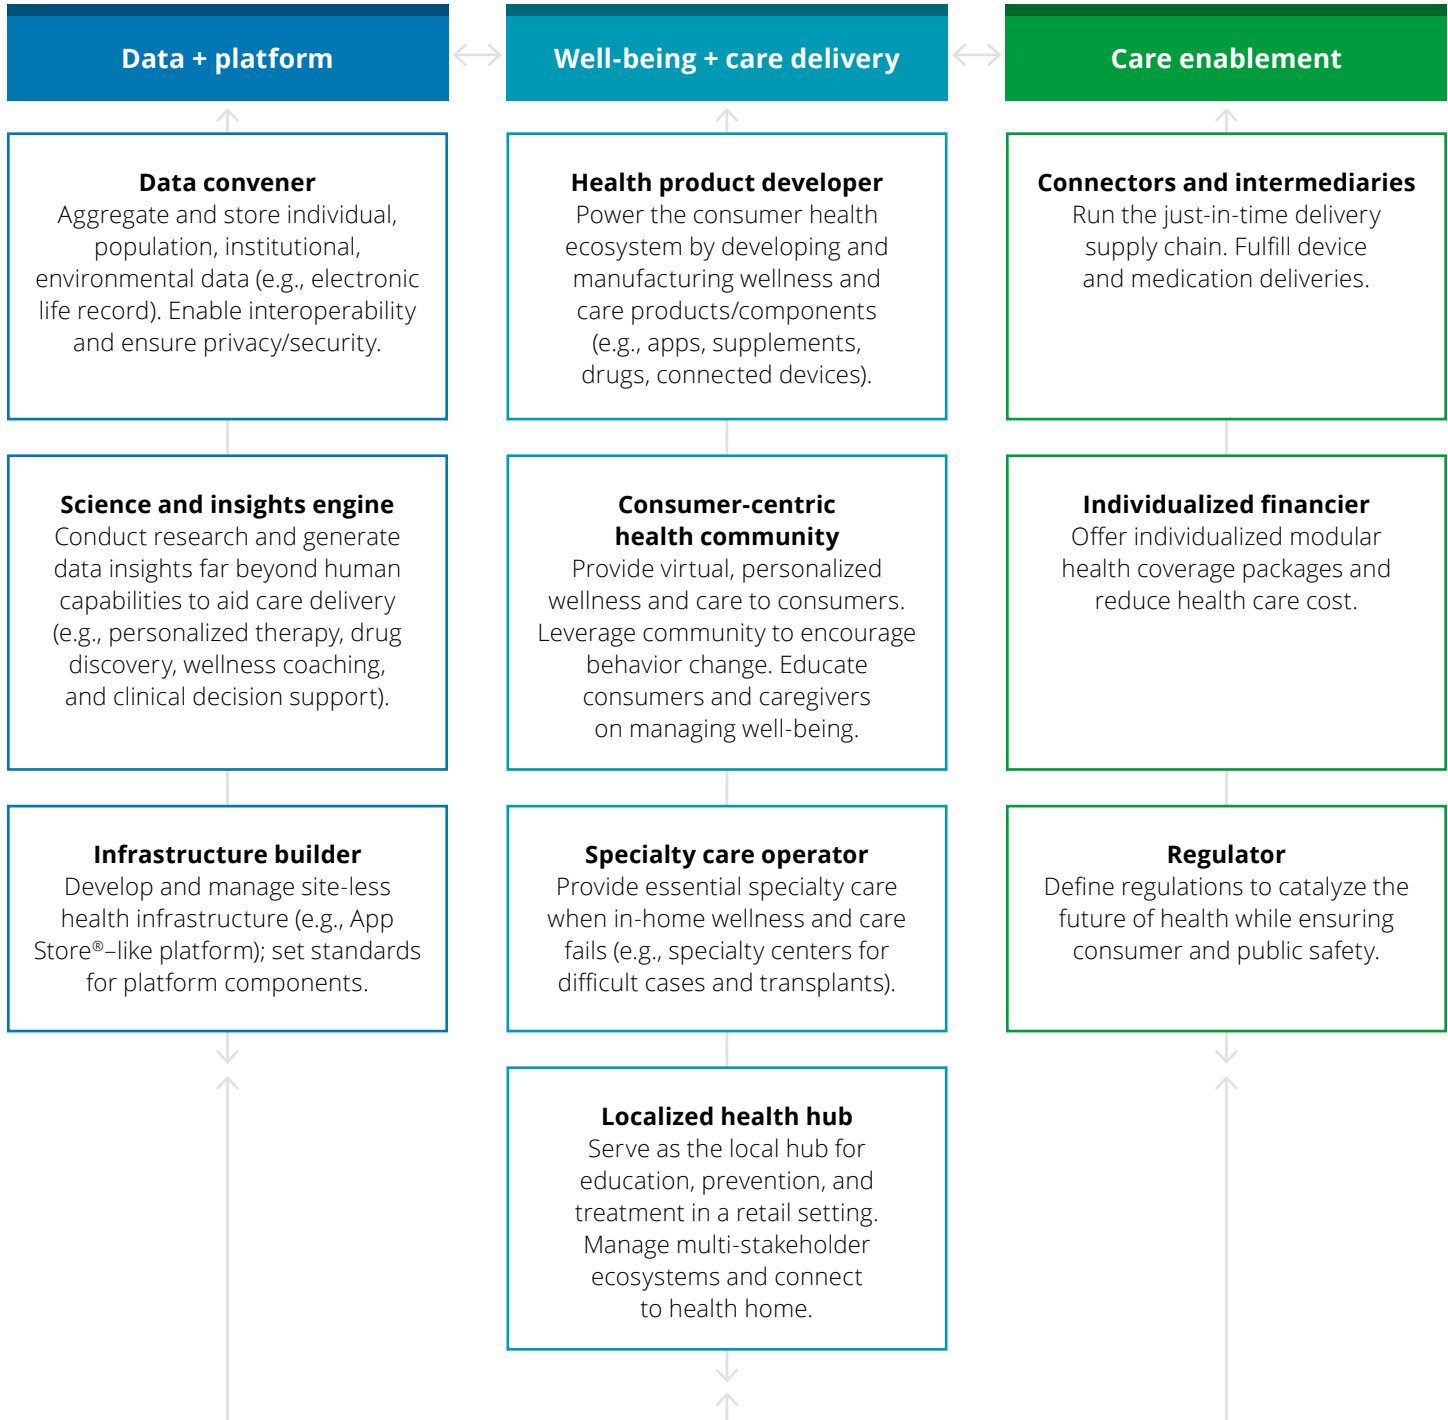 Data + platform
Well-being + care delivery
Care enablement
Data convener
Aggregate and store individual,
population, institutional,
environmental data (e.g., electronic
life record). Enable interoperability
and ensure privacy/security.
Health product developer
Power the consumer health
ecosystem by developing and
manufacturing wellness and
care products/components
(e.g., apps, supplements,
drugs, connected devices).
Connectors and intermediaries
Run the just-in-time delivery
supply chain. Fulfill device
and medication deliveries.
Science and insights engine
Conduct research and generate
data insights far beyond human
capabilities to aid care delivery
(e.g., personalized therapy, drug
discovery, wellness coaching,
and clinical decision support).
Consumer-centric
health community
Provide virtual, personalized
wellness and care to consumers.
Leverage community to encourage
behavior change. Educate
consumers and caregivers
on managing well-being.
Individualized financier
Offer individualized modular
health coverage packages and
reduce health care cost.
Infrastructure builder
Develop and manage site-less
health infrastructure (e.g., App
Store®–like platform); set standards
for platform components.
Specialty care operator
Provide essential specialty care
when in-home wellness and care
fails (e.g., specialty centers for
difficult cases and transplants).
Regulator
Define regulations to catalyze the
future of health while ensuring
consumer and public safety.
Localized health hub
Serve as the local hub for
education, prevention, and
treatment in a retail setting.
Manage multi-stakeholder
ecosystems and connect
to health home.